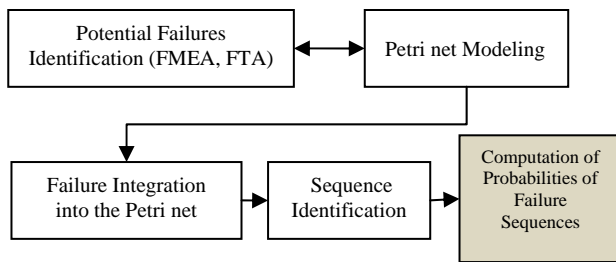 Potential Failures
Identification (FMEA, FTA)
Petri net Modeling
Failure Integration
into the Petri net
Sequence
Identification
Computation of
Probabilities of
Failure
Sequences